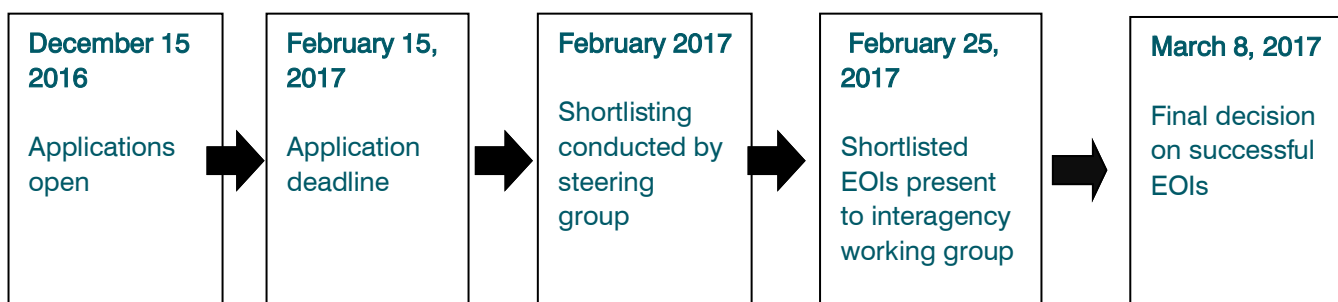 December 15
2016
Applications
open
February 15,
2017
Application
deadline
February 2017
Shortlisting
conducted by
steering
group
February 25,
2017
Shortlisted
EOIs present
to interagency
working group
March 8, 2017
Final decision
on successful
EOIs